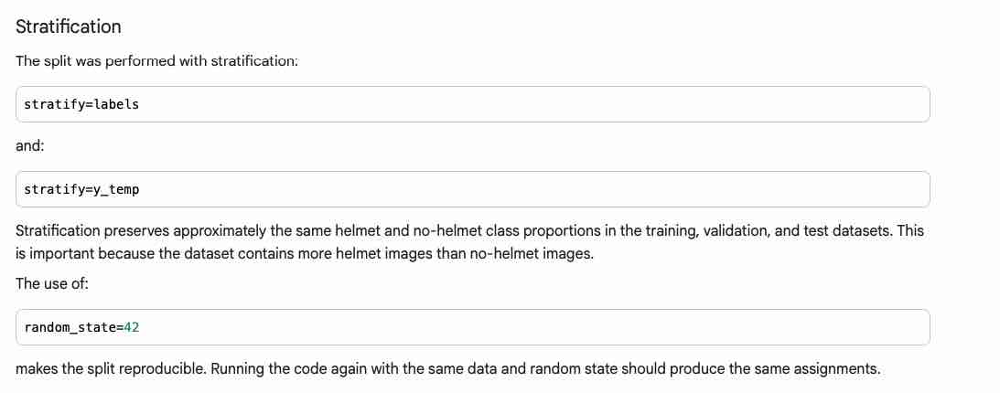 Stratification
The split was performed with stratification:
stratify=labels
and:
stratify=y_temp
Stratification preserves approximately the same helmet and no-helmet class proportions in the training, validation, and test datasets. This
is important because the dataset contains more helmet images than no-helmet images.
The use of:
random_state=42
makes the split reproducible. Running the code again with the same data and random state should produce the same assignments.